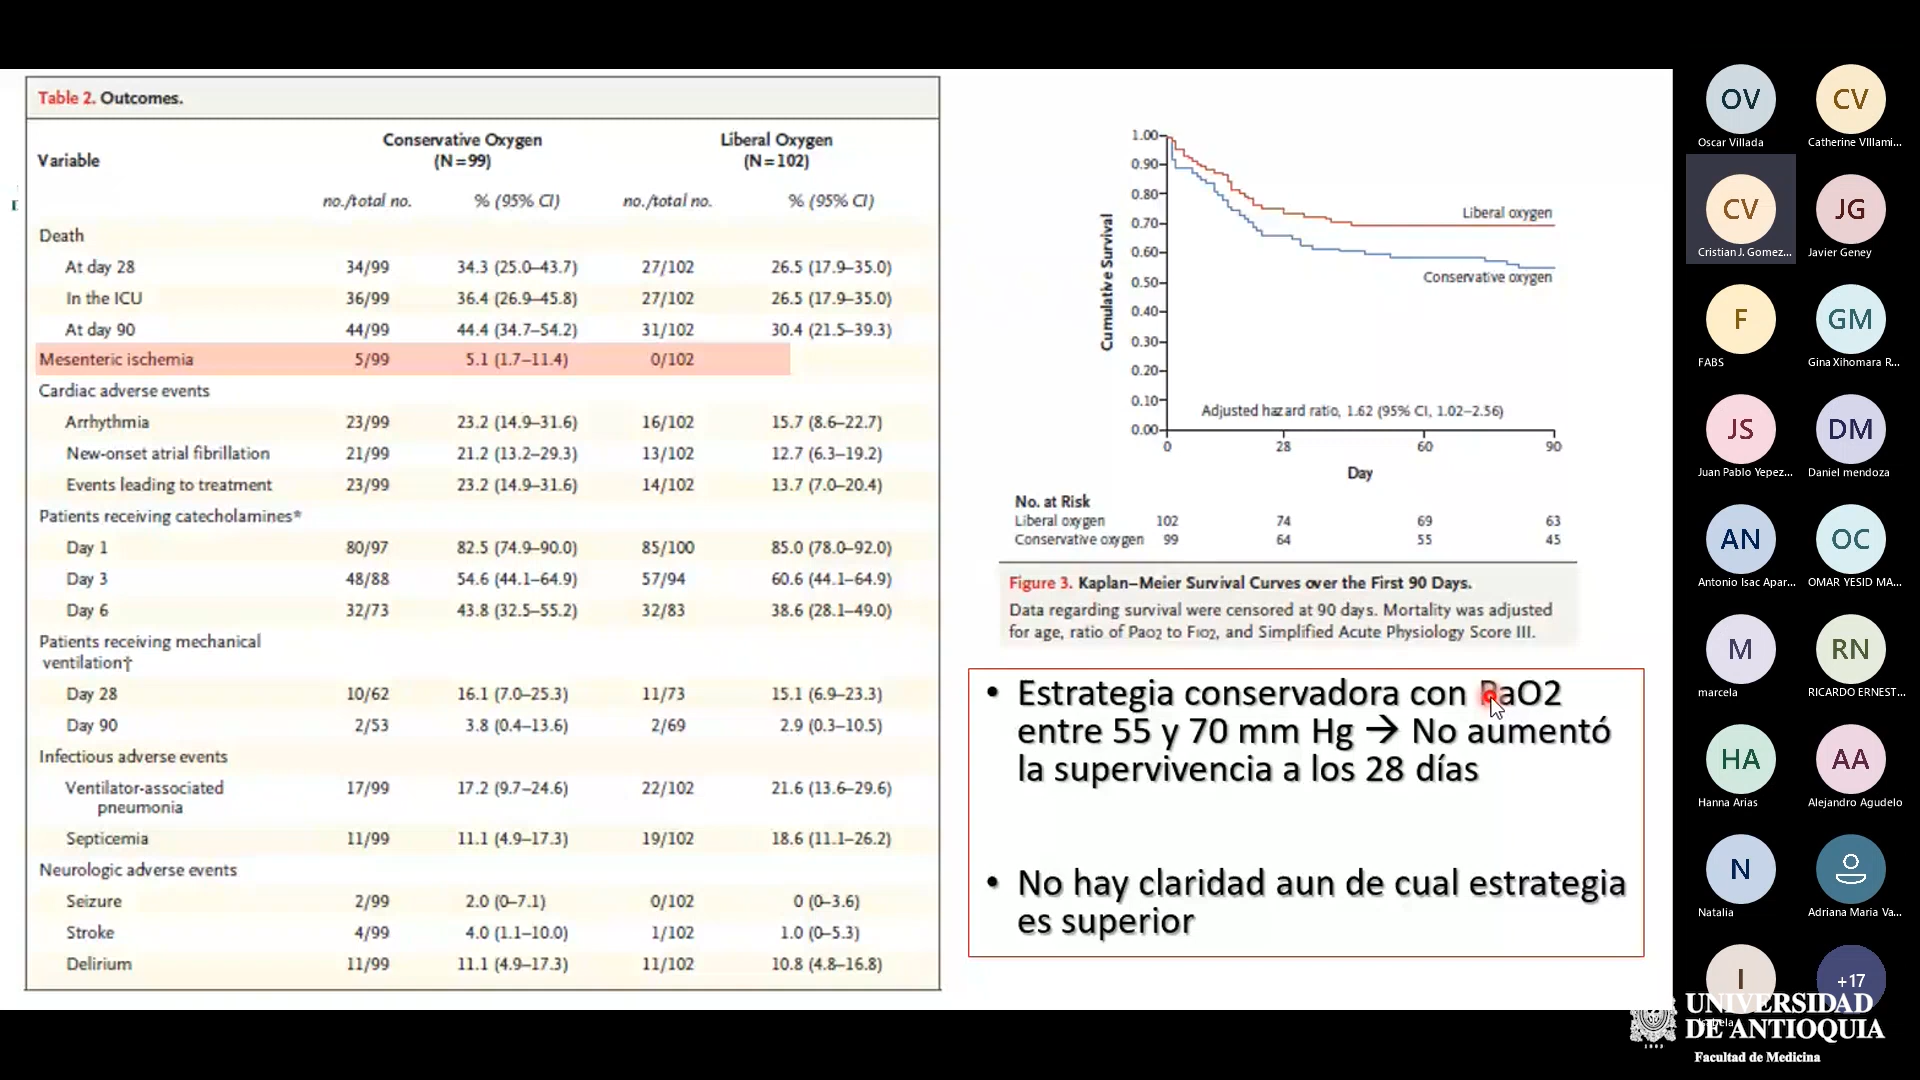 Table 2. Outcomes.
Conservative Oxygen Liberal Oxygen
Variable (N=99) (N=102)
no./total no. % (95% CI) no./total no. % (95% CI)
Death
At day 28 34/99 34.3 (25.0–43.7) 27/102 26.5 (17.9–35.0)
In the ICU 36/99 36.4 (26.9–45.8) 27/102 26.5 (17.9–35.0)
At day 90 44/99 44.4 (34.7–54.2) 31/102 30.4 (21.5–39.3)
Mesenteric ischemia 5/99 5.1 (1.7–11.4) 0/102
Cardiac adverse events
Arrhythmia 23/99 23.2 (14.9–31.6) 16/102 15.7 (8.6–22.7)
New-onset atrial fibrillation 21/99 21.2 (13.2–29.3) 13/102 12.7 (6.3–19.2)
Events leading to treatment 23/99 23.2 (14.9–31.6) 14/102 13.7 (7.0–20.4)
Patients receiving catecholamines*
Day 1 80/97 82.5 (74.9–90.0) 85/100 85.0 (78.0–92.0)
Day 3 48/88 54.6 (44.1–64.9) 57/94 60.6 (44.1–64.9)
Day 6 32/73 43.8 (32.5–55.2) 32/83 38.6 (28.1–49.0)
Patients receiving mechanical
ventilation†
Day 28 10/62 16.1 (7.0–25.3) 11/73 15.1 (6.9–23.3)
Day 90 2/53 3.8 (0.4–13.6) 2/69 2.9 (0.3–10.5)
Infectious adverse events
Ventilator-associated 17/99 17.2 (9.7–24.6) 22/102 21.6 (13.6–29.6)
pneumonia
Septicemia 11/99 11.1 (4.9–17.3) 19/102 18.6 (11.1–26.2)
Neurologic adverse events
Seizure 2/99 2.0 (0–7.1) 0/102 0 (0–3.6)
Stroke 4/99 4.0 (1.1–10.0) 1/102 1.0 (0–5.3)
Delirium 11/99 11.1 (4.9–17.3) 11/102 10.8 (4.8–16.8)
1.00
0.90
0.80
0.70
0.60
0.50
0.40
0.30
0.20
0.10
0.00
Cumulative Survival
Liberal oxygen
Conservative oxygen
Adjusted hazard ratio, 1.62 (95% CI, 1.02–2.56)
0 28 60 90
Day
No. at Risk
Liberal oxygen 102 74 69 63
Conservative oxygen 99 64 55 45
Figure 3. Kaplan–Meier Survival Curves over the First 90 Days.
Data regarding survival were censored at 90 days. Mortality was adjusted
for age, ratio of PaO2 to FIO2, and Simplified Acute Physiology Score III.
• Estrategia conservadora con PaO2
entre 55 y 70 mm Hg → No aumentó
la supervivencia a los 28 días
• No hay claridad aun de cual estrategia
es superior
OV CV
Oscar Villada Catherine VIllami...
CV JG
Cristian J. Gomez... Javier Geney
F GM
FABS Gina Xihomara R...
JS DM
Juan Pablo Yepez... Daniel mendoza
AN OC
Antonio Isac Apar... OMAR YESID MA...
M RN
marcela RICARDO ERNEST...
HA AA
Hanna Arias Alejandro Agudelo
N
Natalia Adriana Maria Va...
I +17
UNIVERSIDAD
DE ANTIOQUIA
Facultad de Medicina